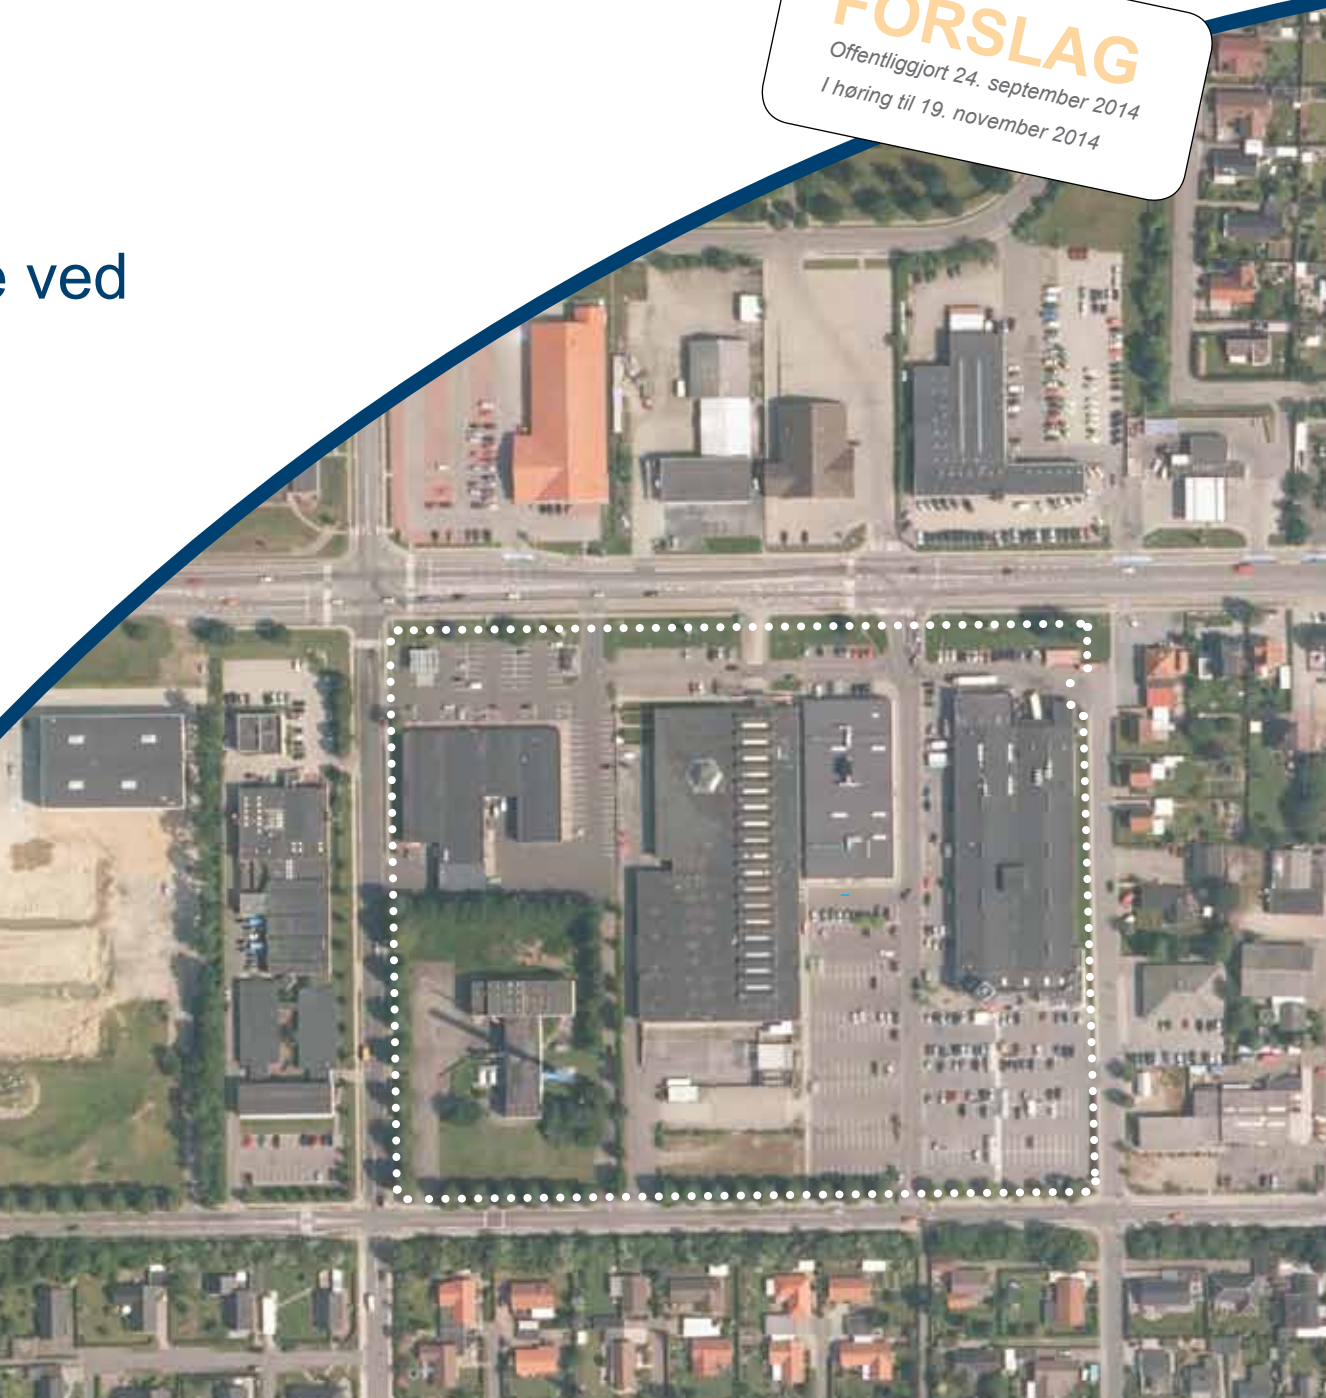 FORSLAG
Offentliggjort 24. september 2014
I høring til 19. november 2014
ved